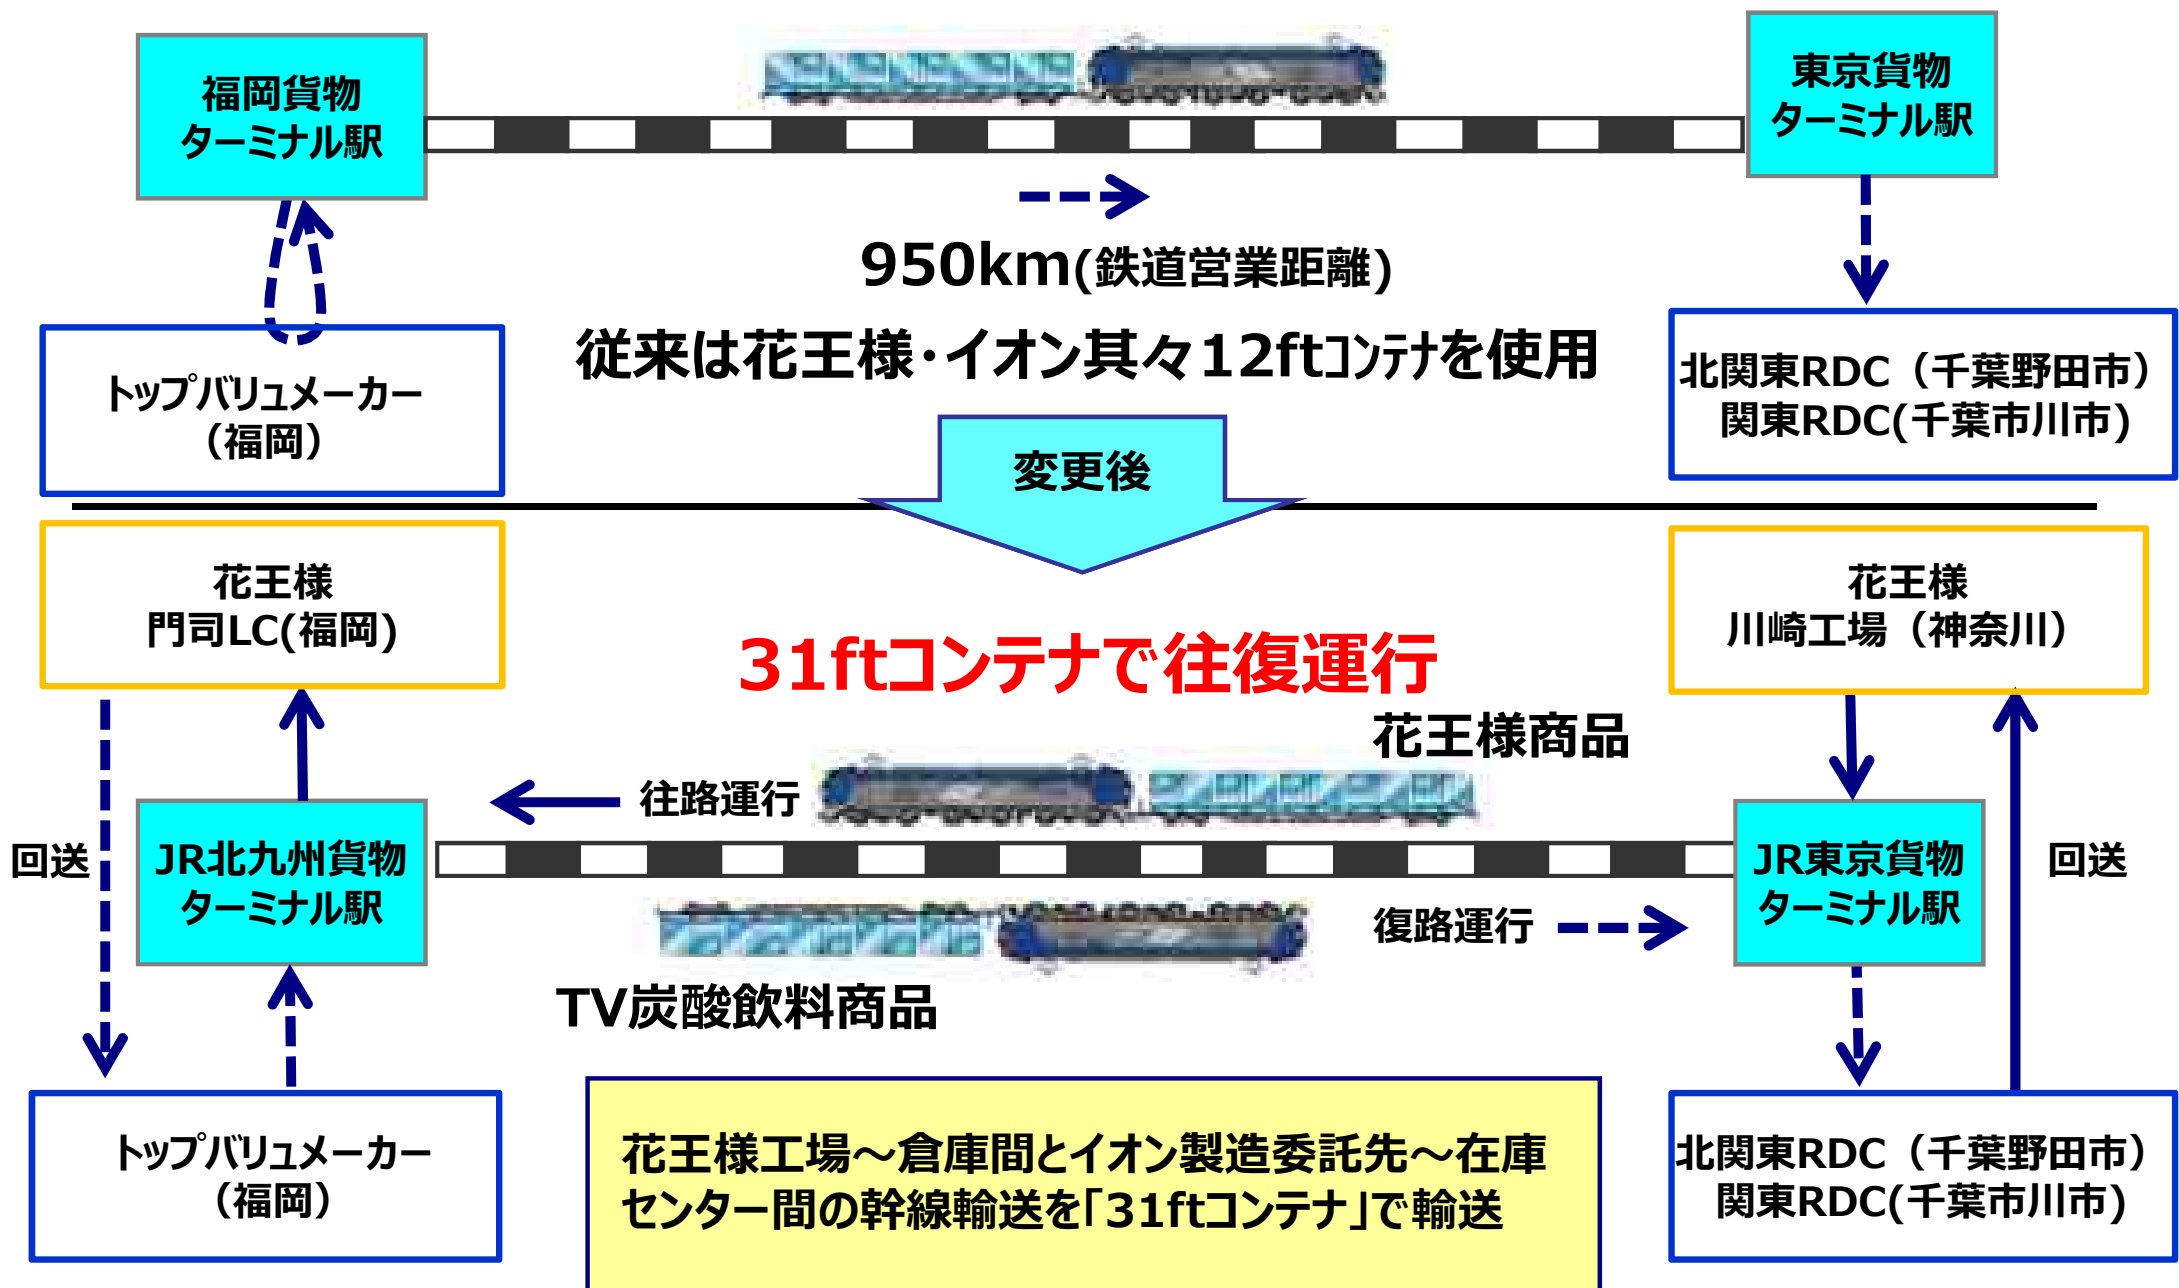 福岡貨物
ターミナル駅
東京貨物
ターミナル駅
950km(鉄道営業距離)
従来は花王様・イオン其々12ftコンテナを使用
トップバリュメーカー
（福岡）
北関東RDC（千葉野田市）
関東RDC(千葉市川市)
変更後
花王様
門司LC(福岡)
花王様
川崎工場（神奈川）
31ftコンテナで往復運行
花王様商品
往路運行
回送
JR北九州貨物
ターミナル駅
JR東京貨物
ターミナル駅
回送
復路運行
TV炭酸飲料商品
トップバリュメーカー
（福岡）
花王様工場～倉庫間とイオン製造委託先～在庫
センター間の幹線輸送を「31ftコンテナ」で輸送
北関東RDC（千葉野田市）
関東RDC(千葉市川市)